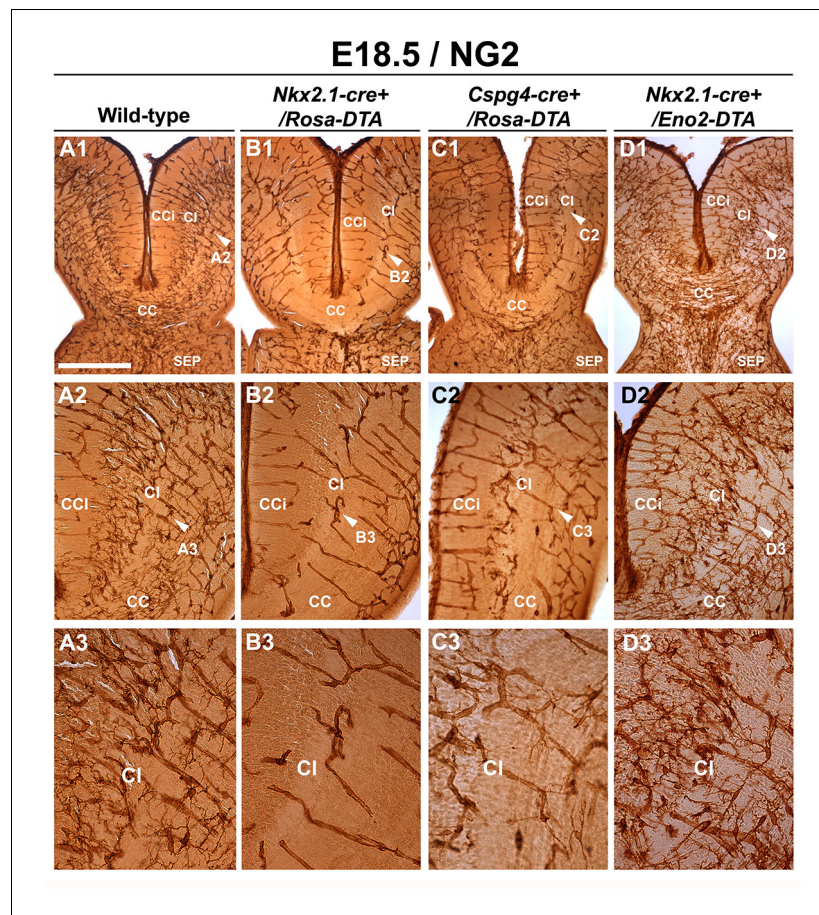 E18.5 / NG2
Wild-type
Nkx2.1-cre+
/Rosa-DTA
Cspg4-cre+
/Rosa-DTA
Nkx2.1-cre+
/Eno2-DTA
A1
CCi
CI
A2
CC
SEP
B1
CCi
CI
B2
CC
SEP
C1
CCi
CI
C2
CC
SEP
D1
CCi
CI
D2
CC
SEP
A2
CCI
CI
A3
CC
B2
CCi
CI
B3
CC
C2
CCi
CI
C3
CC
D2
CCi
CI
D3
CC
A3
CI
B3
CI
C3
CI
D3
CI